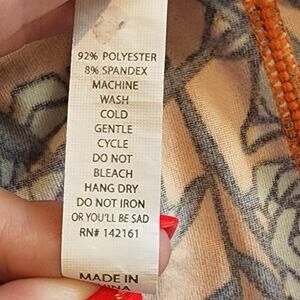 92% POLYESTER
8% SPANDEX
MACHINE
WASH
COLD
GENTLE
CYCLE
DO NOT
BLEACH
HANG DRY
DO NOT IRON
OR YOU'LL BE SAD
RN# 142161
MADE IN